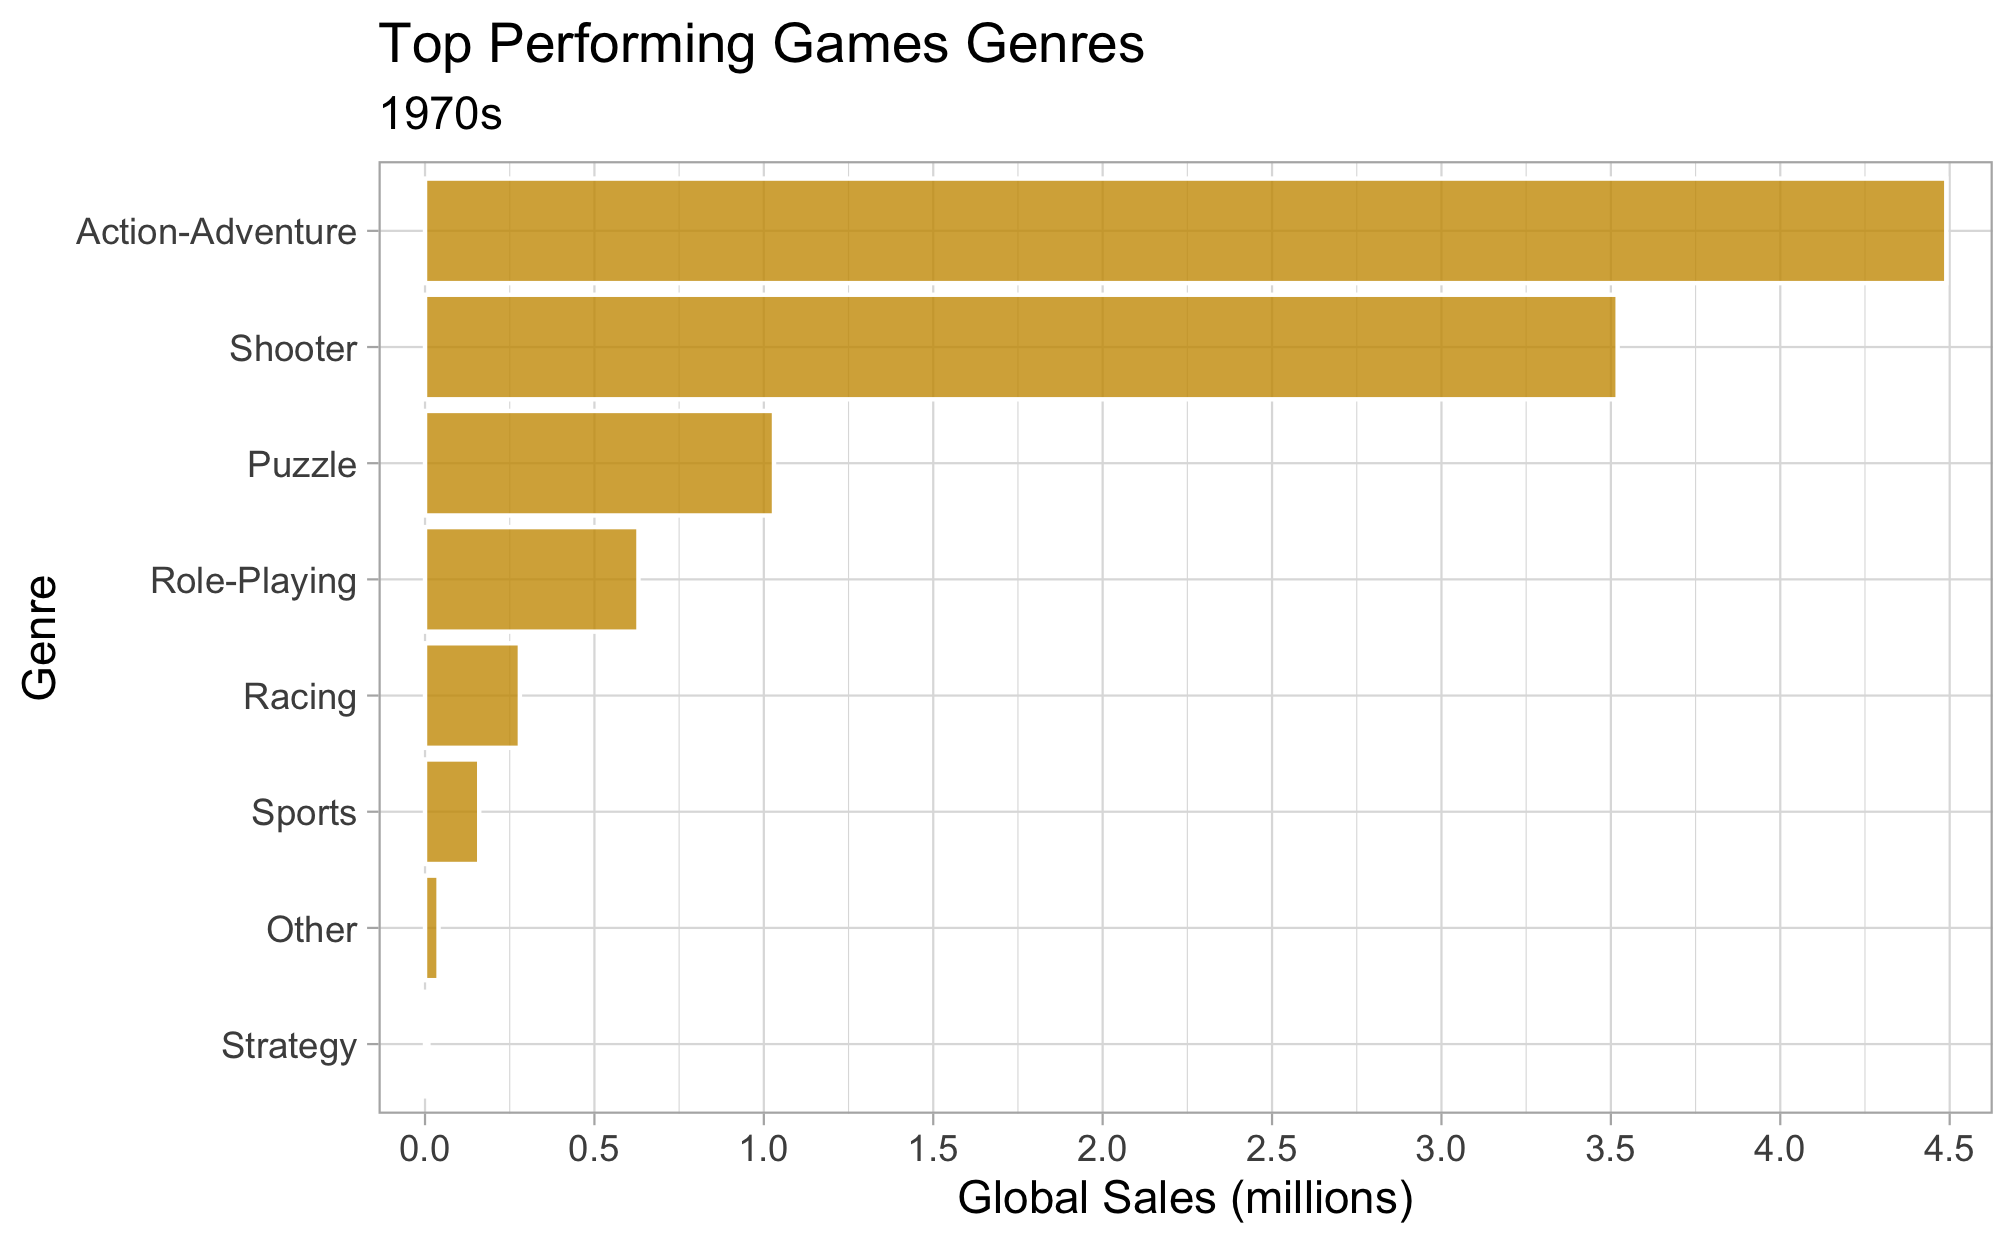 Top Performing Games Genres
1970s
Genre
Action-Adventure
Shooter
Puzzle
Role-Playing
Racing
Sports
Other
Strategy
0.0 0.5 1.0 1.5 2.0 2.5 3.0 3.5 4.0 4.5
Global Sales (millions)